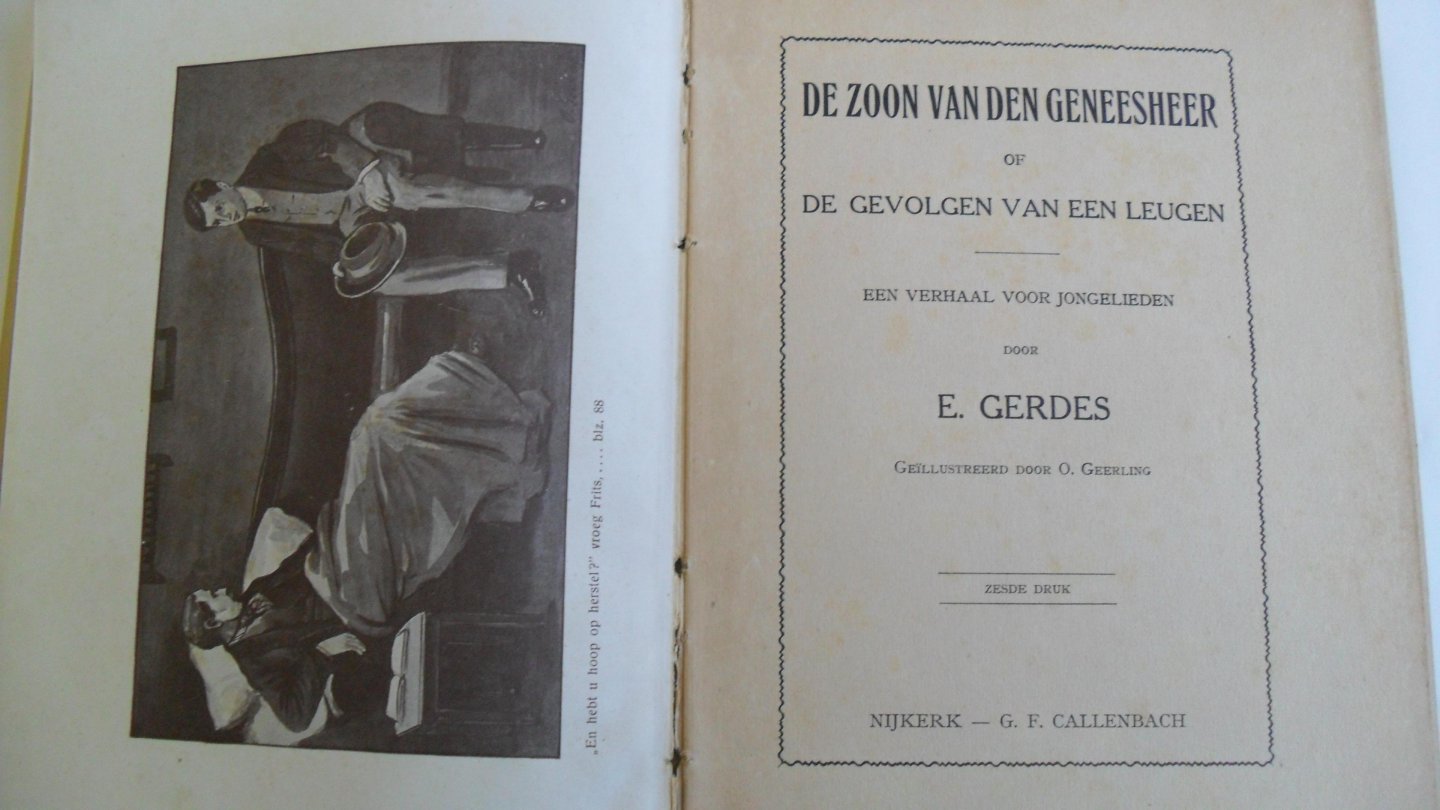 „En hebt u hoop op herstel?" vroeg Frits, .... blz. 88
DE ZOON VAN DEN GENEESHEER
OF
DE GEVOLGEN VAN EEN LEUGEN
EEN VERHAAL VOOR JONGELIEDEN
DOOR
E. GERDES
GEÏLLUSTREERD DOOR O. GEERLING
ZESDE DRUK
NIJKERK — G. F. CALLENBACH